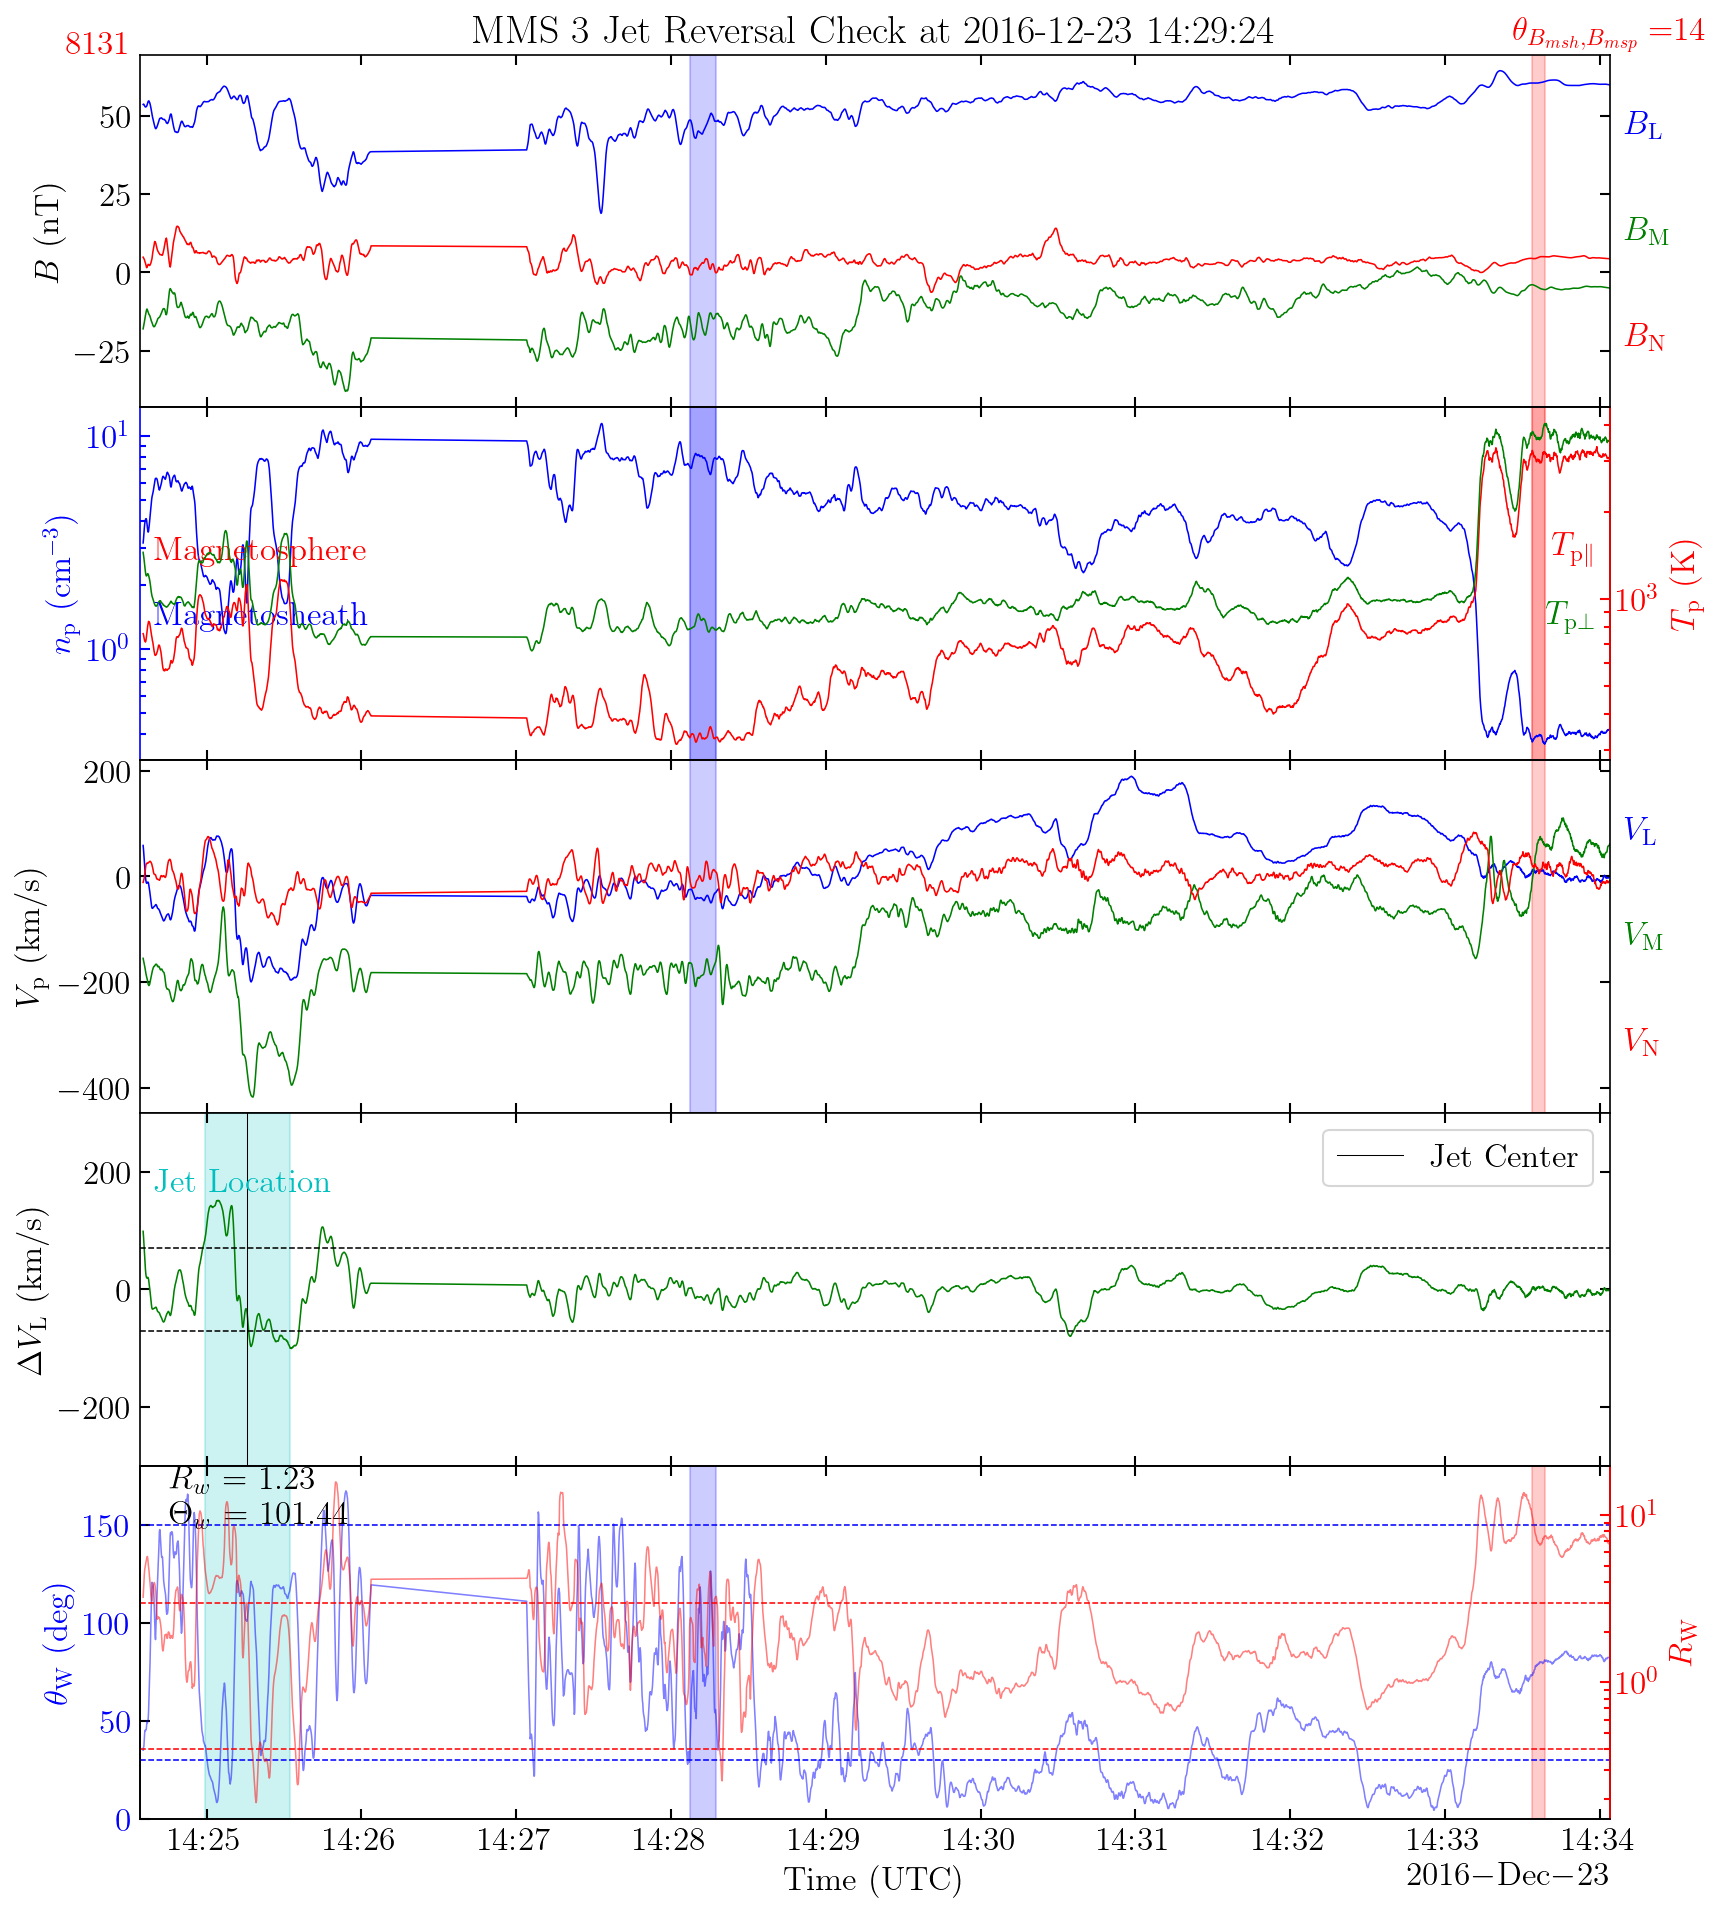 MMS 3 Jet Reversal Check at 2016-12-23 14:29:24
8131
θ_{B_{msh},B_{msp}} =14
50
25
0
−25
B (nT)
B_L
B_M
B_N
10^1
10^0
n_p (cm^{−3})
Magnetosphere
Magnetosheath
T_{p∥}
T_{p⊥}
10^3
T_p (K)
200
0
−200
−400
V_p (km/s)
V_L
V_M
V_N
200
0
−200
ΔV_L (km/s)
Jet Location
Jet Center
R_w = 1.23
Θ_w = 101.44
150
100
50
0
θ_W (deg)
10^1
10^0
R_W
14:25 14:26 14:27 14:28 14:29 14:30 14:31 14:32 14:33 14:34
2016−Dec−23
Time (UTC)